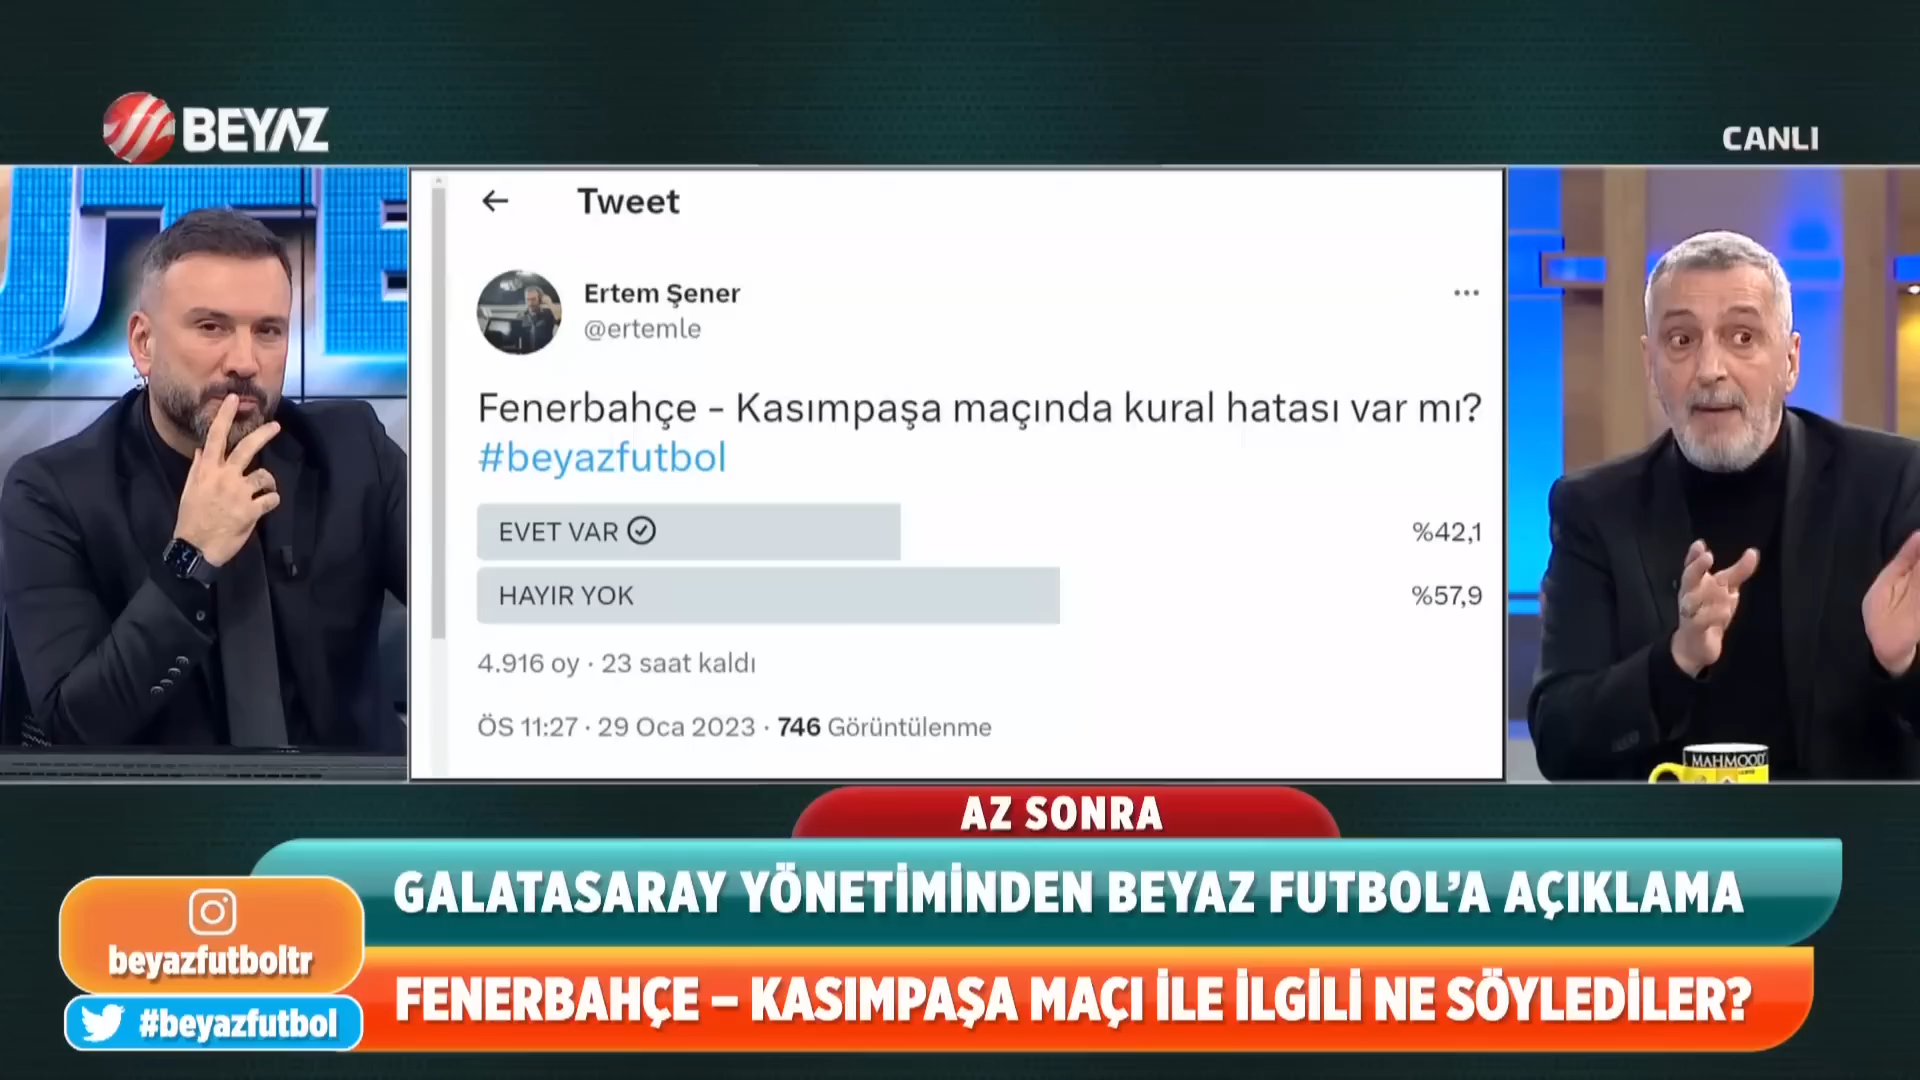 BEYAZ
CANLI
Tweet
Ertem Şener
@ertemle
Fenerbahçe - Kasımpaşa maçında kural hatası var mı?
#beyazfutbol
EVET VAR
%42,1
HAYIR YOK
%57,9
4.916 oy · 23 saat kaldı
ÖS 11:27 · 29 Oca 2023 · 746 Görüntülenme
MAHMOOD
AZ SONRA
GALATASARAY YÖNETİMİNDEN BEYAZ FUTBOL'A AÇIKLAMA
FENERBAHÇE – KASIMPAŞA MAÇI İLE İLGİLİ NE SÖYLEDİLER?
beyazfutboltr
#beyazfutbol